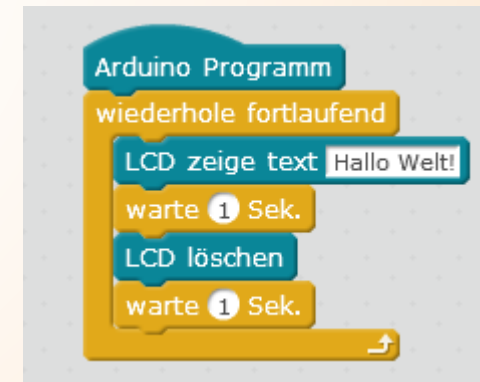 Arduino Programm
wiederhole fortlaufend
LCD zeige text Hallo Welt!
warte 1 Sek.
LCD löschen
warte 1 Sek.